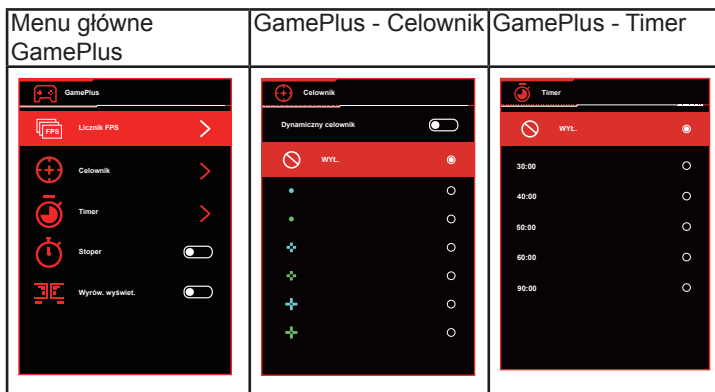 Menu główne
GamePlus
GamePlus - Celownik
GamePlus - Timer
GamePlus
FPS
Licznik FPS
Celownik
Timer
Stoper
Wyrów. wyświet.
Celownik
Dynamiczny celownik
WYŁ.
Timer
WYŁ.
30:00
40:00
50:00
60:00
90:00